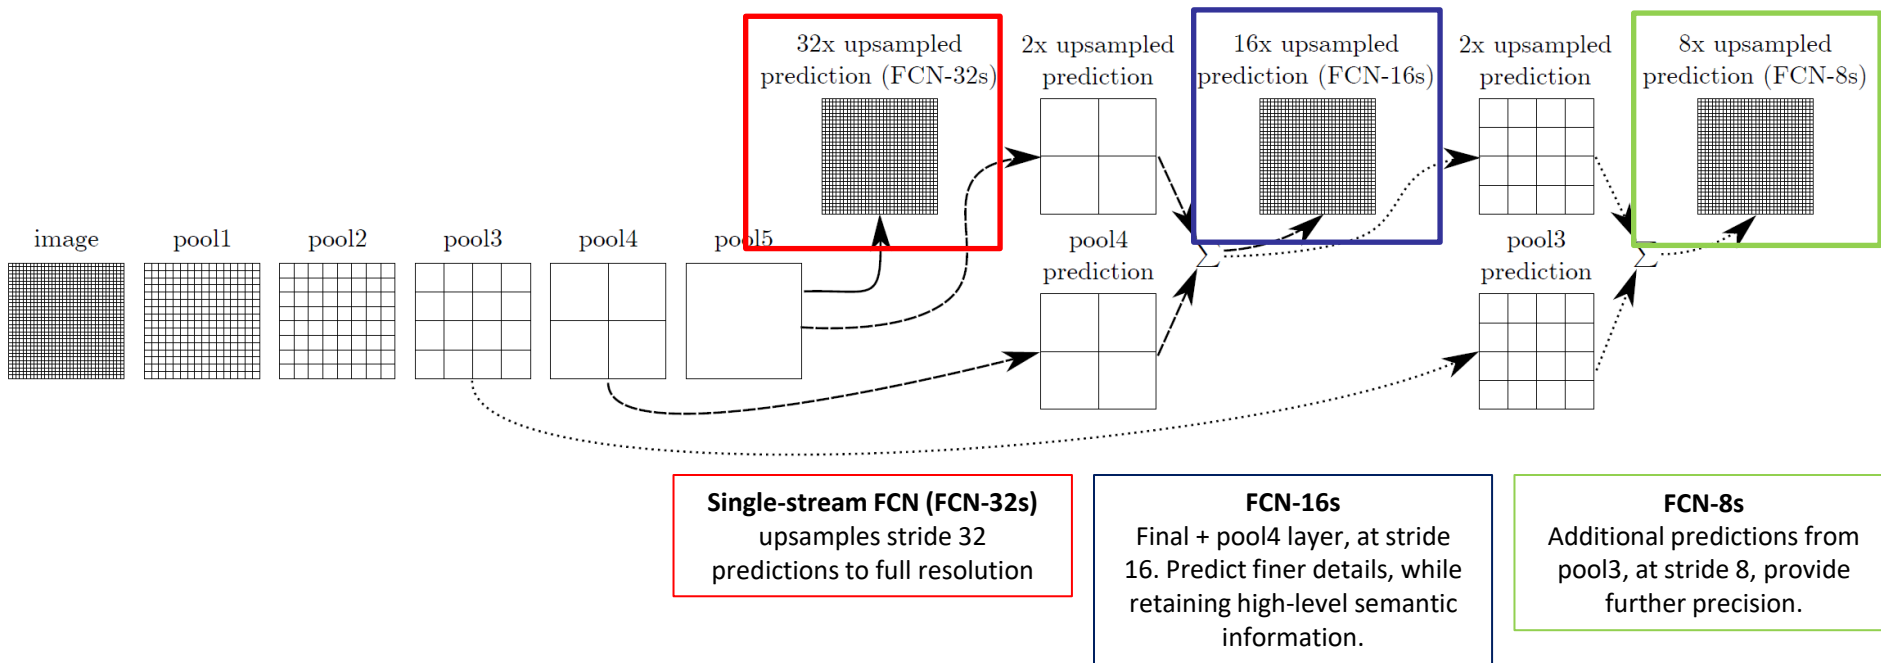 32x upsampled
prediction (FCN-32s)
2x upsampled
prediction
16x upsampled
prediction (FCN-16s)
2x upsampled
prediction
8x upsampled
prediction (FCN-8s)
image
pool1
pool2
pool3
pool4
pool5
pool4
prediction
∑
pool3
prediction
∑
Single-stream FCN (FCN-32s)
upsamples stride 32
predictions to full resolution
FCN-16s
Final + pool4 layer, at stride
16. Predict finer details, while
retaining high-level semantic
information.
FCN-8s
Additional predictions from
pool3, at stride 8, provide
further precision.